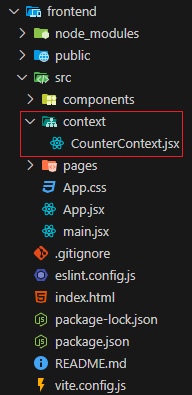 frontend
node_modules
public
src
components
context
CounterContext.jsx
pages
App.css
App.jsx
main.jsx
.gitignore
eslint.config.js
index.html
package-lock.json
package.json
README.md
vite.config.js